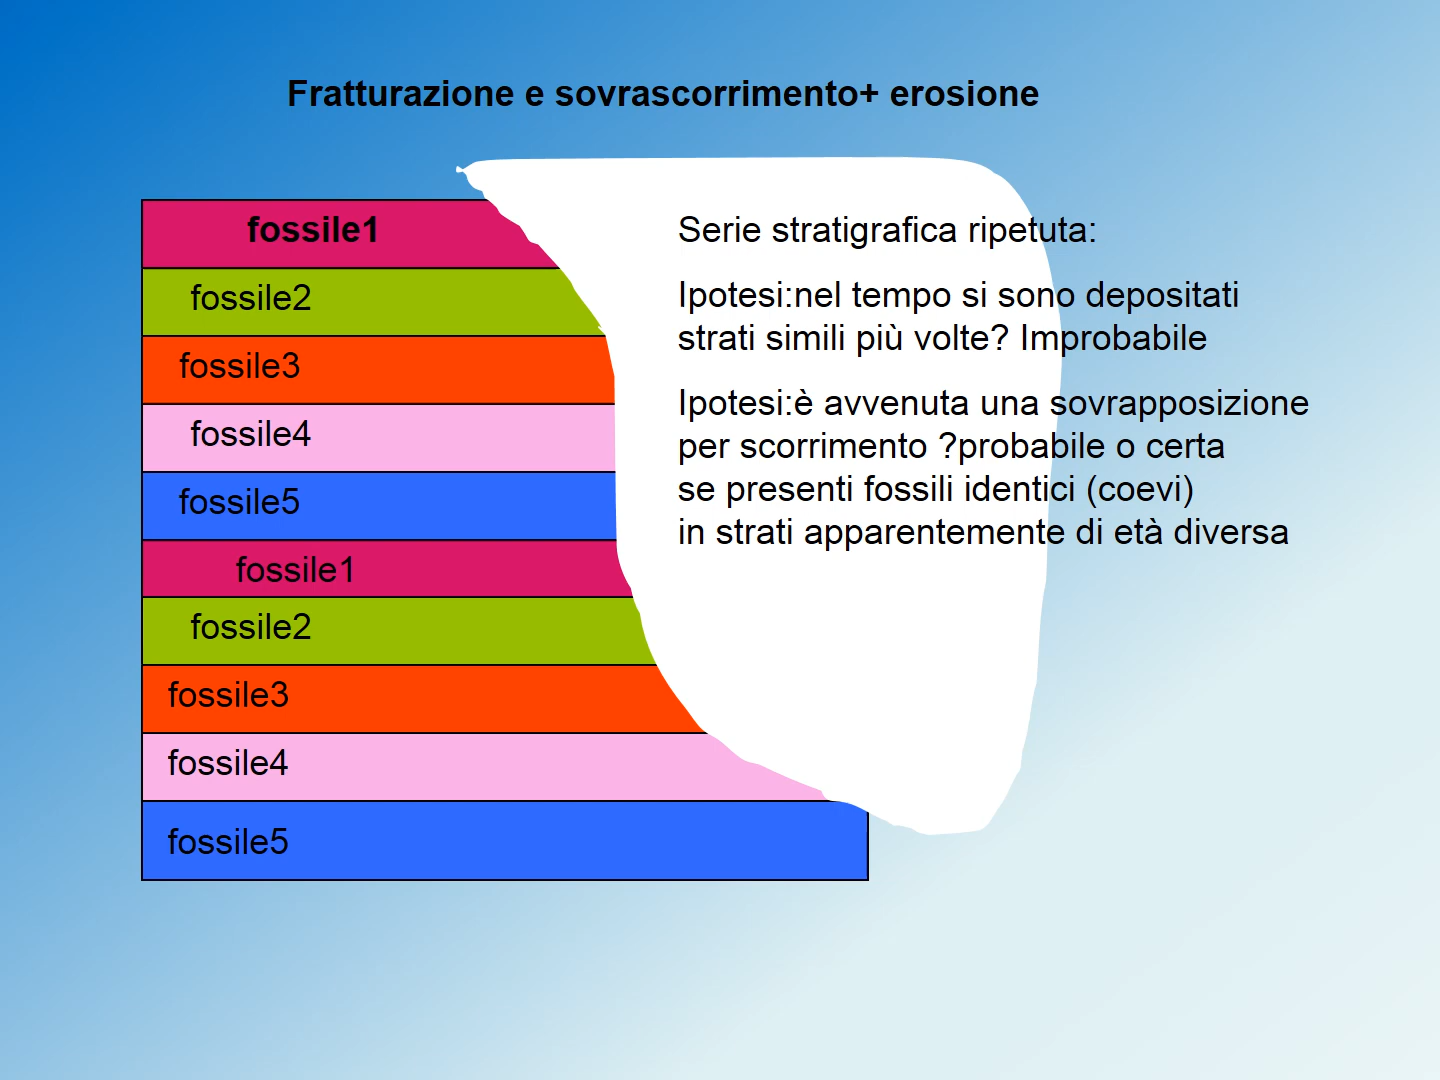 Fratturazione e sovrascorrimento+ erosione
fossile1
fossile2
fossile3
fossile4
fossile5
fossile1
fossile2
fossile3
fossile4
fossile5
Serie stratigrafica ripetuta:
Ipotesi:nel tempo si sono depositati
strati simili più volte? Improbabile
Ipotesi:è avvenuta una sovrapposizione
per scorrimento ?probabile o certa
se presenti fossili identici (coevi)
in strati apparentemente di età diversa